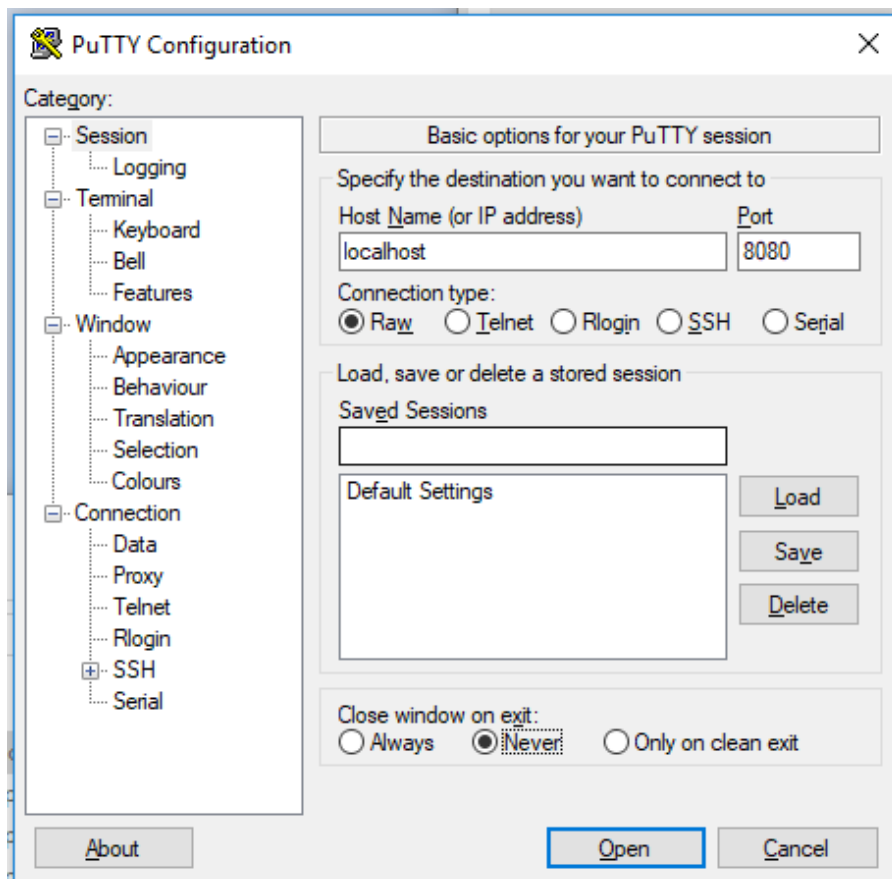 PuTTY Configuration
Category:
Session
Logging
Terminal
Keyboard
Bell
Features
Window
Appearance
Behaviour
Translation
Selection
Colours
Connection
Data
Proxy
Telnet
Rlogin
SSH
Serial
Basic options for your PuTTY session
Specify the destination you want to connect to
Host Name (or IP address) Port
localhost 8080
Connection type:
Raw Telnet Rlogin SSH Serial
Load, save or delete a stored session
Saved Sessions
Default Settings
Load
Save
Delete
Close window on exit:
Always Never Only on clean exit
About Open Cancel